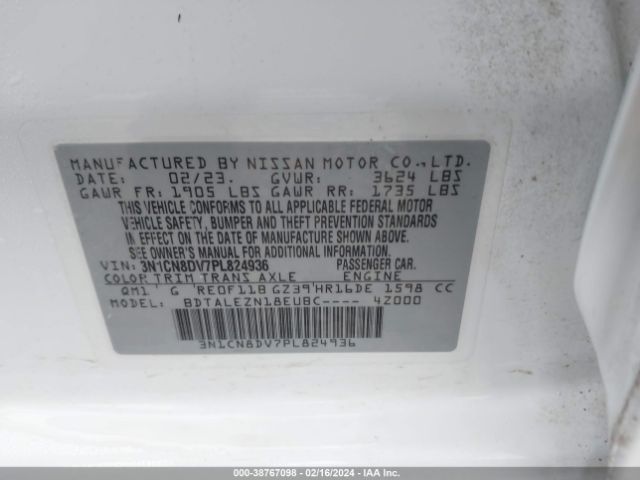 MANUFACTURED BY NISSAN MOTOR CO.,LTD.
DATE: 02/23. GVWR: 3624 LBS
GAWR FR: 1905 LBS GAWR RR: 1735 LBS
THIS VEHICLE CONFORMS TO ALL APPLICABLE FEDERAL MOTOR
VEHICLE SAFETY, BUMPER AND THEFT PREVENTION STANDARDS
IN EFFECT ON THE DATE OF MANUFACTURE SHOWN ABOVE.
SEE OWNER'S MANUAL FOR ADDITIONAL INFORMATION.
VIN: 3N1CN8DV7PL824936 PASSENGER CAR.
COLOR TRIM TRANS AXLE ENGINE
QM1 G RE0F11B GZ39 HR16DE 1598 CC
MODEL: BDTALEZN18EUBC---- 4Z000
3N1CN8DV7PL824936
000-38767098 - 02/16/2024 - IAA Inc.